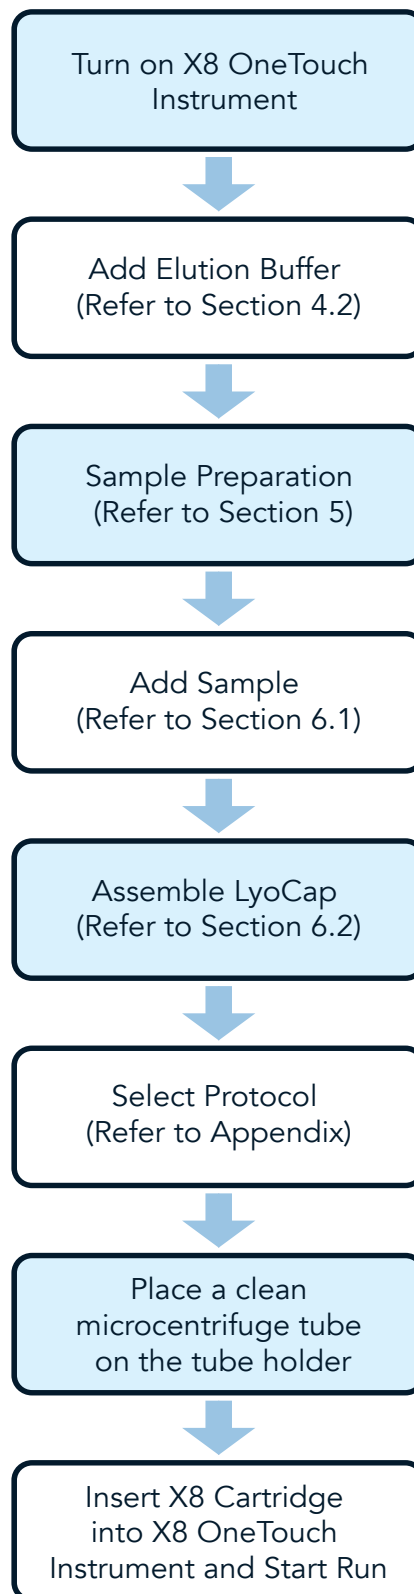 Turn on X8 OneTouch
Instrument
Add Elution Buffer
(Refer to Section 4.2)
Sample Preparation
(Refer to Section 5)
Add Sample
(Refer to Section 6.1)
Assemble LyoCap
(Refer to Section 6.2)
Select Protocol
(Refer to Appendix)
Place a clean
microcentrifuge tube
on the tube holder
Insert X8 Cartridge
into X8 OneTouch
Instrument and Start Run